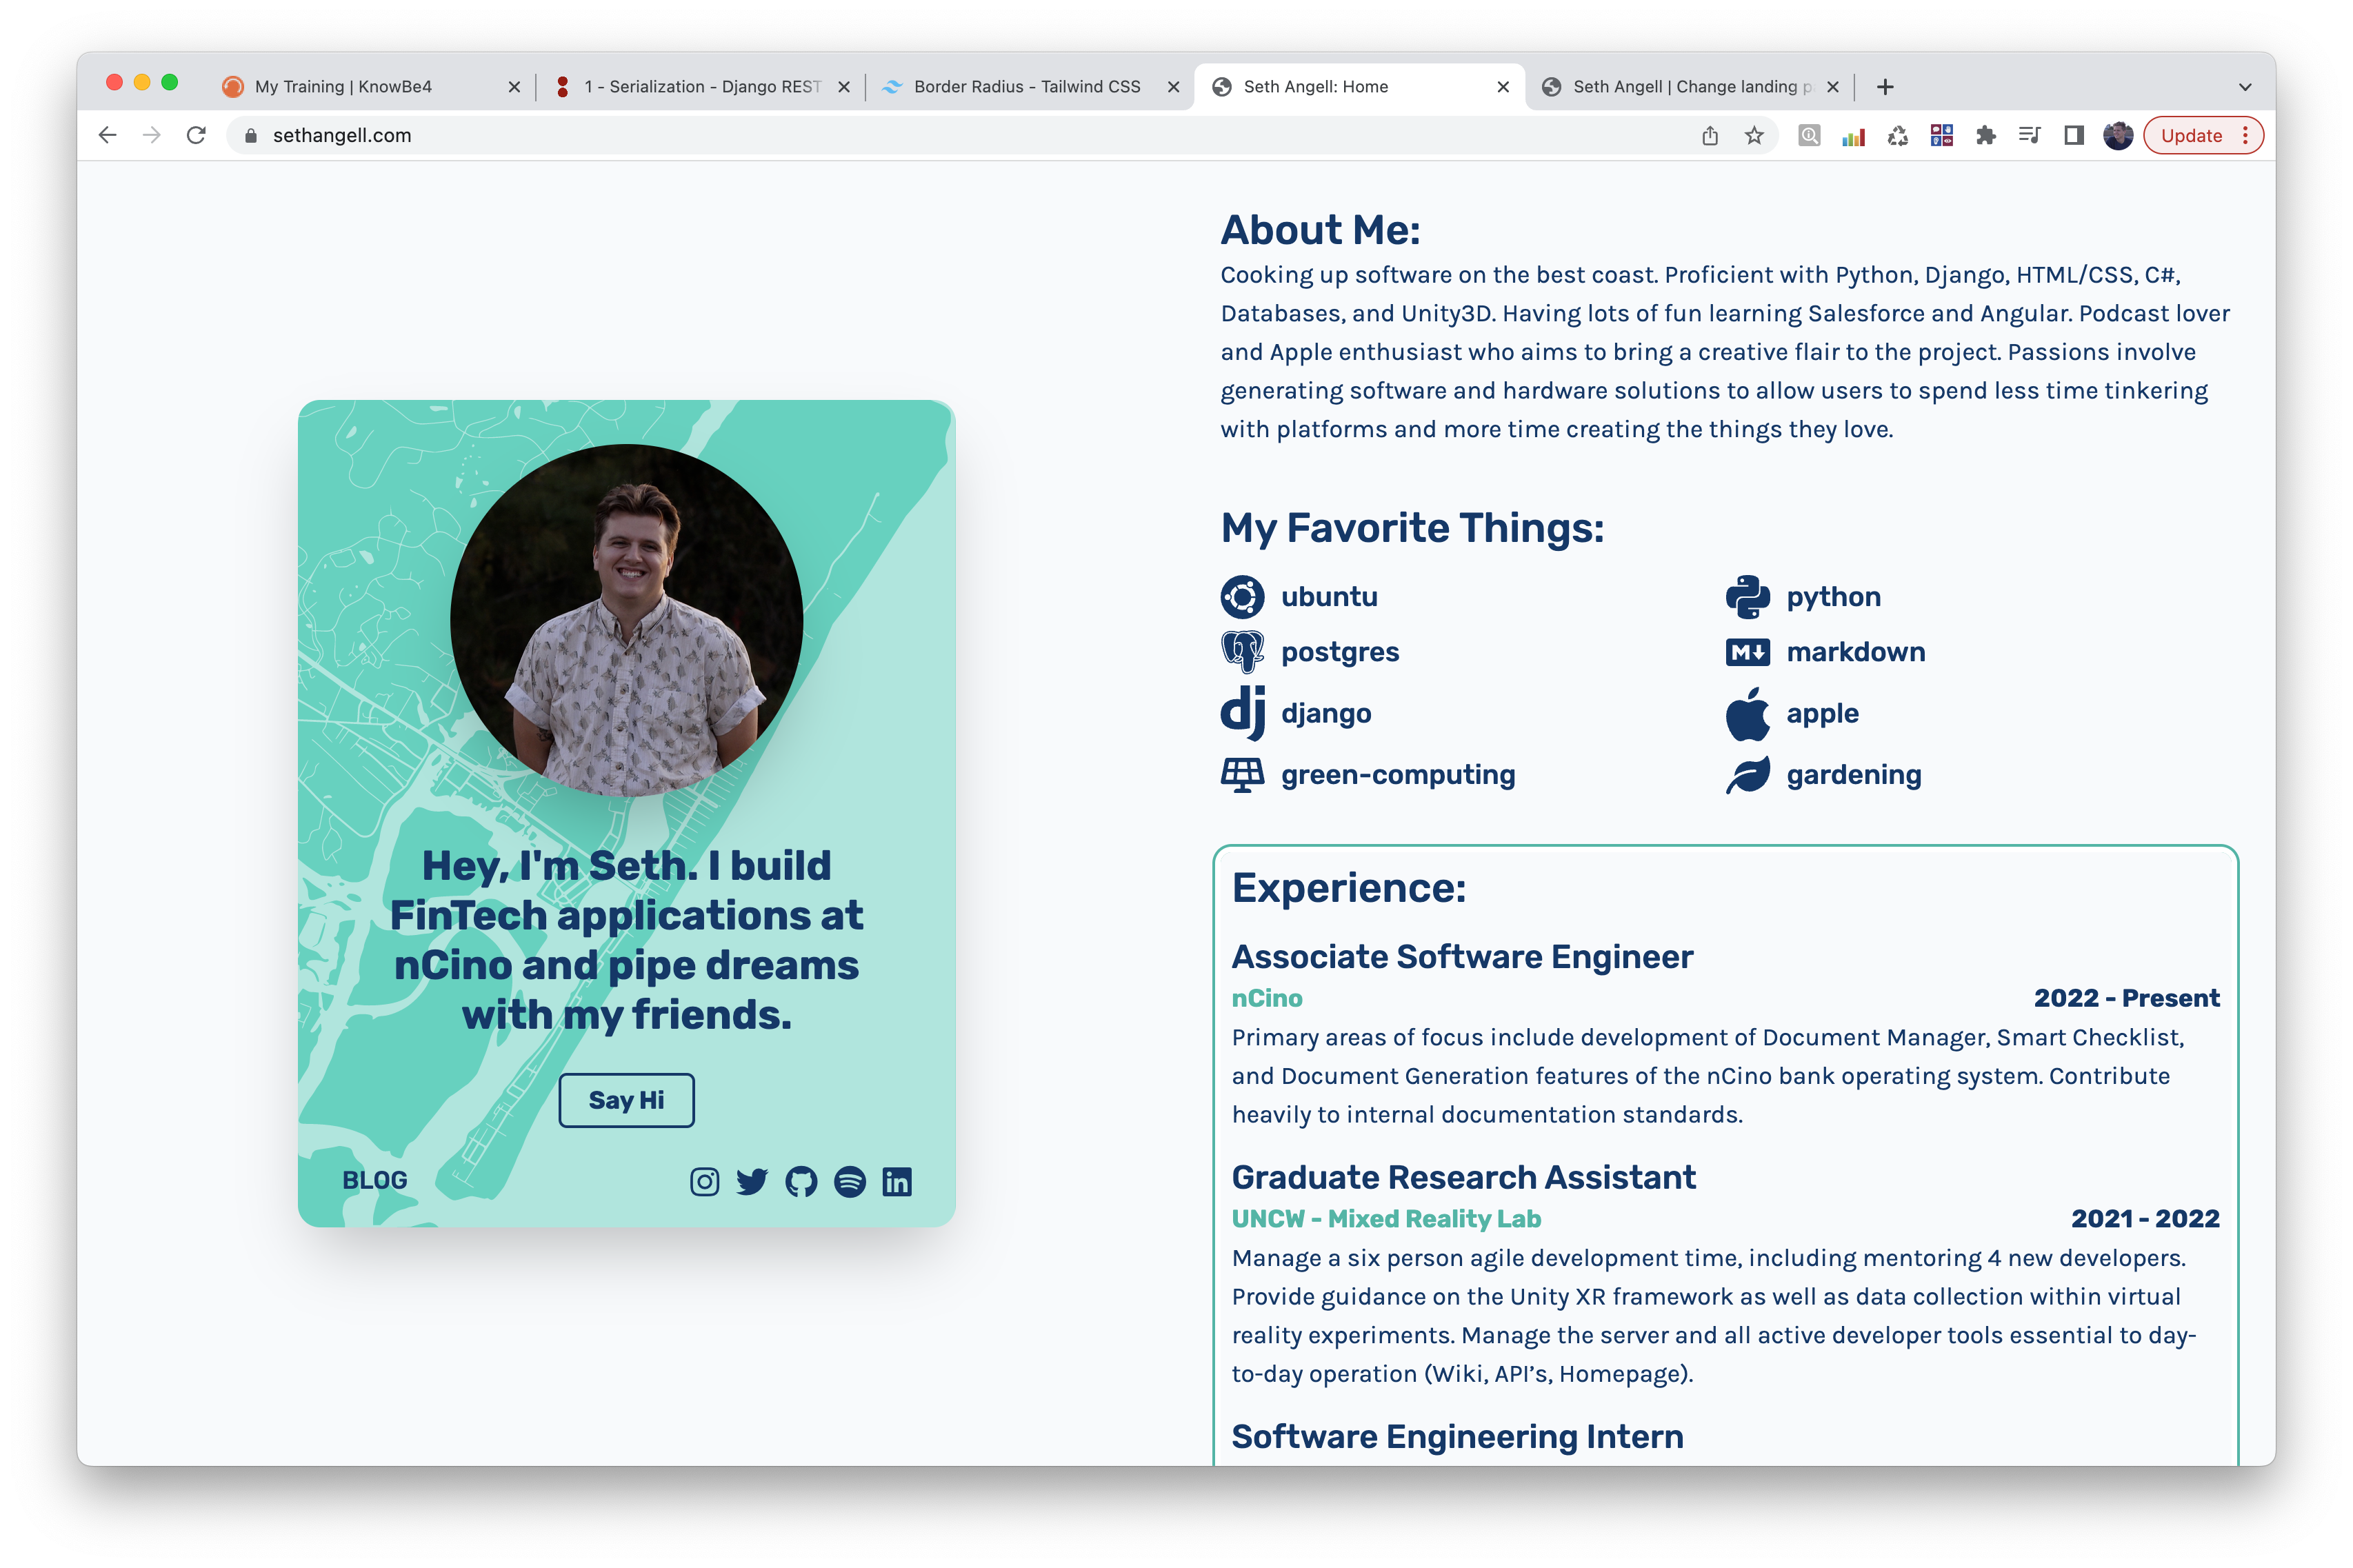 My Training | KnowBe4
1 - Serialization - Django REST
Border Radius - Tailwind CSS
Seth Angell: Home
Seth Angell | Change landing p
sethangell.com
Update
Hey, I'm Seth. I build
FinTech applications at
nCino and pipe dreams
with my friends.
Say Hi
BLOG
About Me:
Cooking up software on the best coast. Proficient with Python, Django, HTML/CSS, C#,
Databases, and Unity3D. Having lots of fun learning Salesforce and Angular. Podcast lover
and Apple enthusiast who aims to bring a creative flair to the project. Passions involve
generating software and hardware solutions to allow users to spend less time tinkering
with platforms and more time creating the things they love.
My Favorite Things:
ubuntu
python
postgres
markdown
django
apple
green-computing
gardening
Experience:
Associate Software Engineer
nCino 2022 - Present
Primary areas of focus include development of Document Manager, Smart Checklist,
and Document Generation features of the nCino bank operating system. Contribute
heavily to internal documentation standards.
Graduate Research Assistant
UNCW - Mixed Reality Lab 2021 - 2022
Manage a six person agile development time, including mentoring 4 new developers.
Provide guidance on the Unity XR framework as well as data collection within virtual
reality experiments. Manage the server and all active developer tools essential to day-
to-day operation (Wiki, API’s, Homepage).
Software Engineering Intern